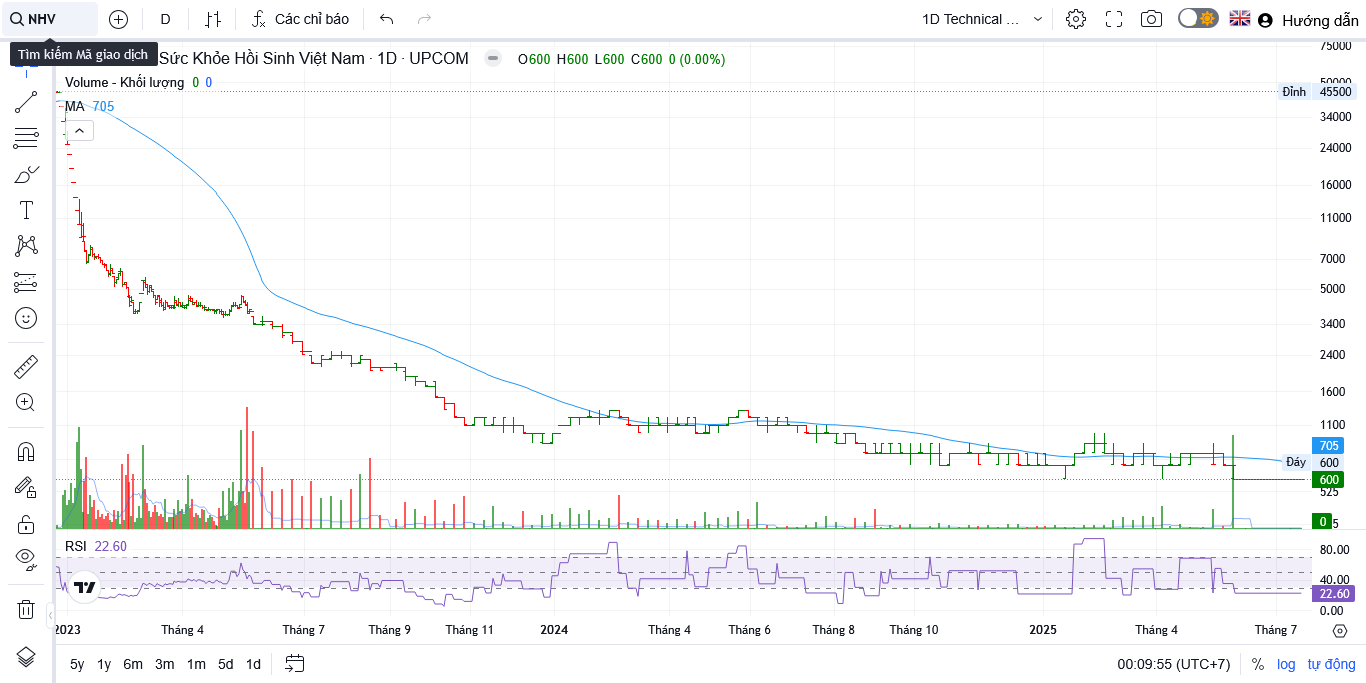 NHV
D
Các chỉ báo
1D Technical ...
Hướng dẫn
Tìm kiếm Mã giao dịch
Sức Khỏe Hồi Sinh Việt Nam · 1D · UPCOM
O600 H600 L600 C600 0 (0.00%)
Volume - Khối lượng 0 0
MA 705
75000
50000
Đỉnh 45500
34000
24000
16000
11000
7000
5000
3400
2400
1600
1100
705
Đáy 600
600
525
0
5
RSI 22.60
80.00
40.00
22.60
0.00
2023 Tháng 4 Tháng 7 Tháng 9 Tháng 11 2024 Tháng 4 Tháng 6 Tháng 8 Tháng 10 2025 Tháng 4 Tháng 7
5y 1y 6m 3m 1m 5d 1d
00:09:55 (UTC+7) % log tự động